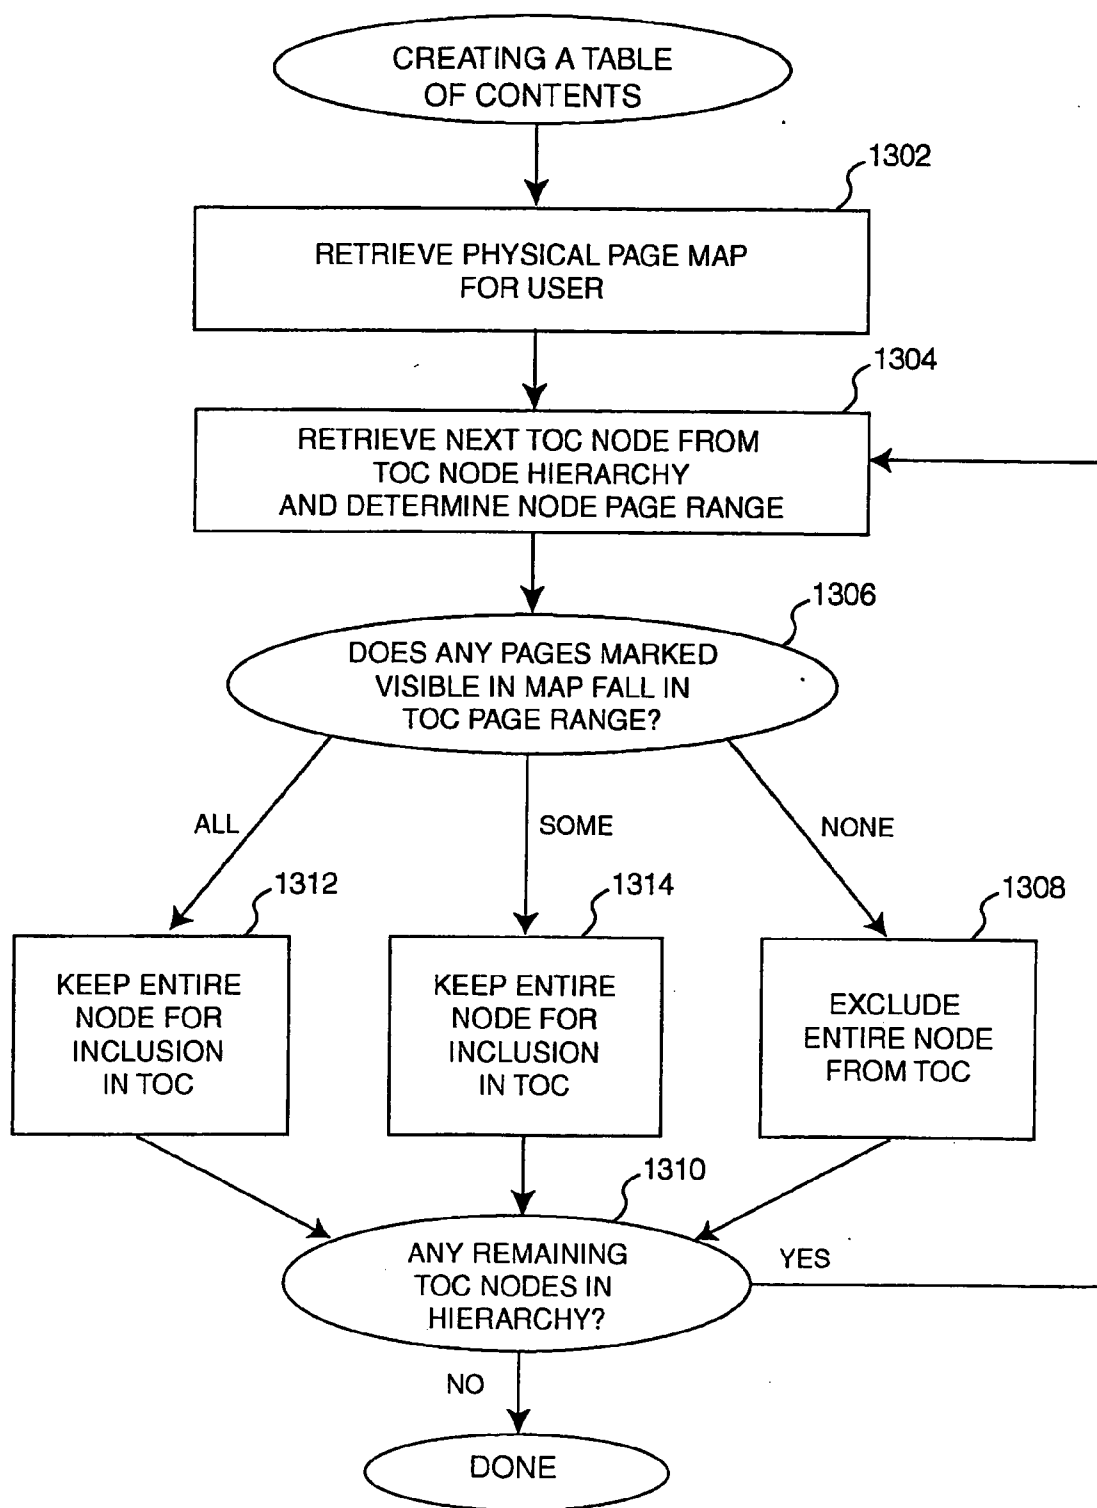 CREATING A TABLE
OF CONTENTS
1302
RETRIEVE PHYSICAL PAGE MAP
FOR USER
1304
RETRIEVE NEXT TOC NODE FROM
TOC NODE HIERARCHY
AND DETERMINE NODE PAGE RANGE
1306
DOES ANY PAGES MARKED
VISIBLE IN MAP FALL IN
TOC PAGE RANGE?
ALL
SOME
NONE
1312
1314
1308
KEEP ENTIRE
NODE FOR
INCLUSION
IN TOC
KEEP ENTIRE
NODE FOR
INCLUSION
IN TOC
EXCLUDE
ENTIRE NODE
FROM TOC
1310
ANY REMAINING
TOC NODES IN
HIERARCHY?
YES
NO
DONE